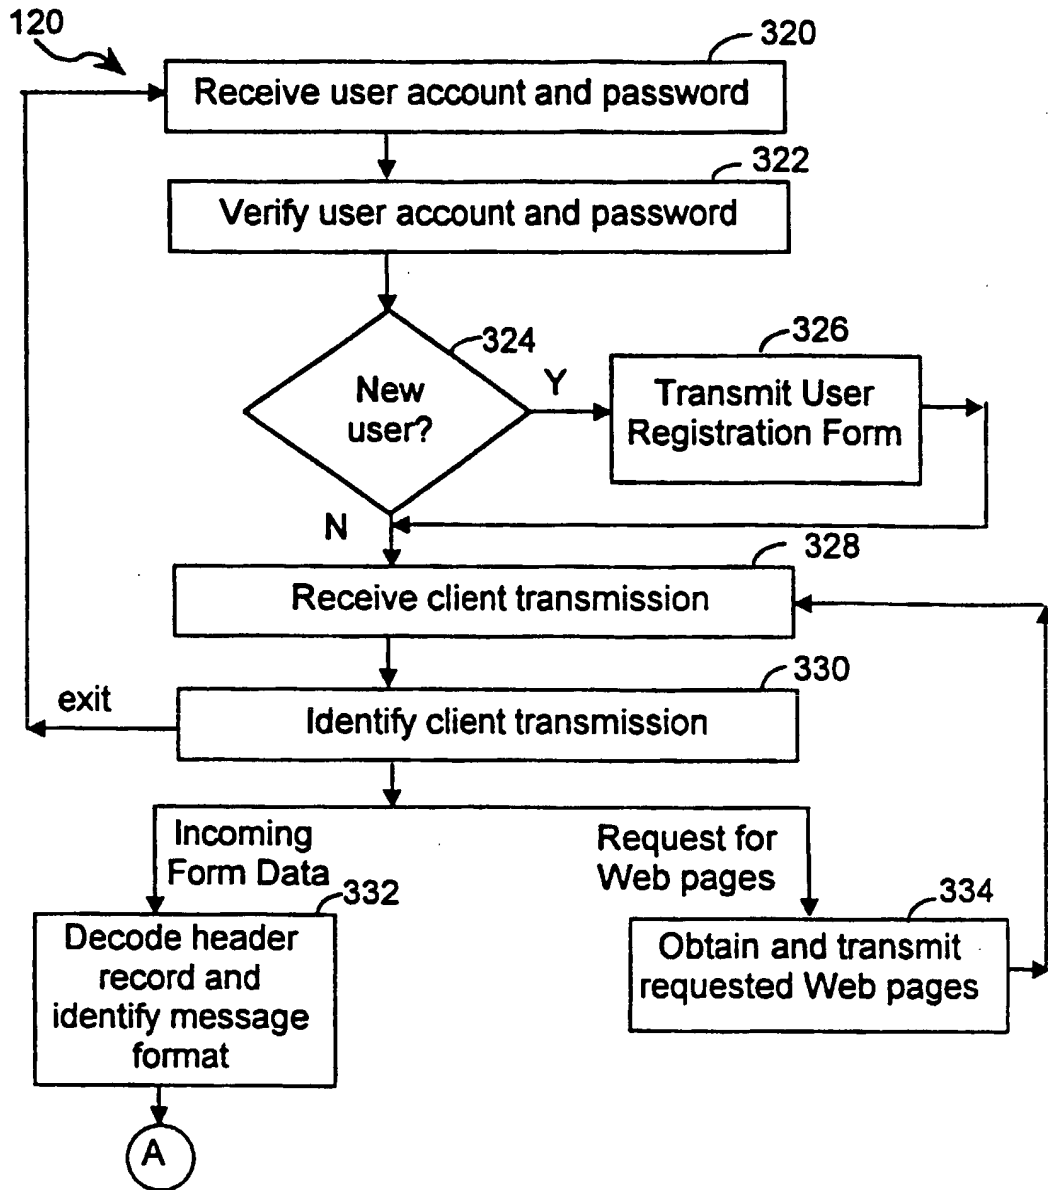 120
320
Receive user account and password
322
Verify user account and password
324
New
user?
Y
326
Transmit User
Registration Form
N
328
Receive client transmission
330
exit
Identify client transmission
Incoming
Form Data
Request for
Web pages
332
Decode header
record and
identify message
format
334
Obtain and transmit
requested Web pages
A